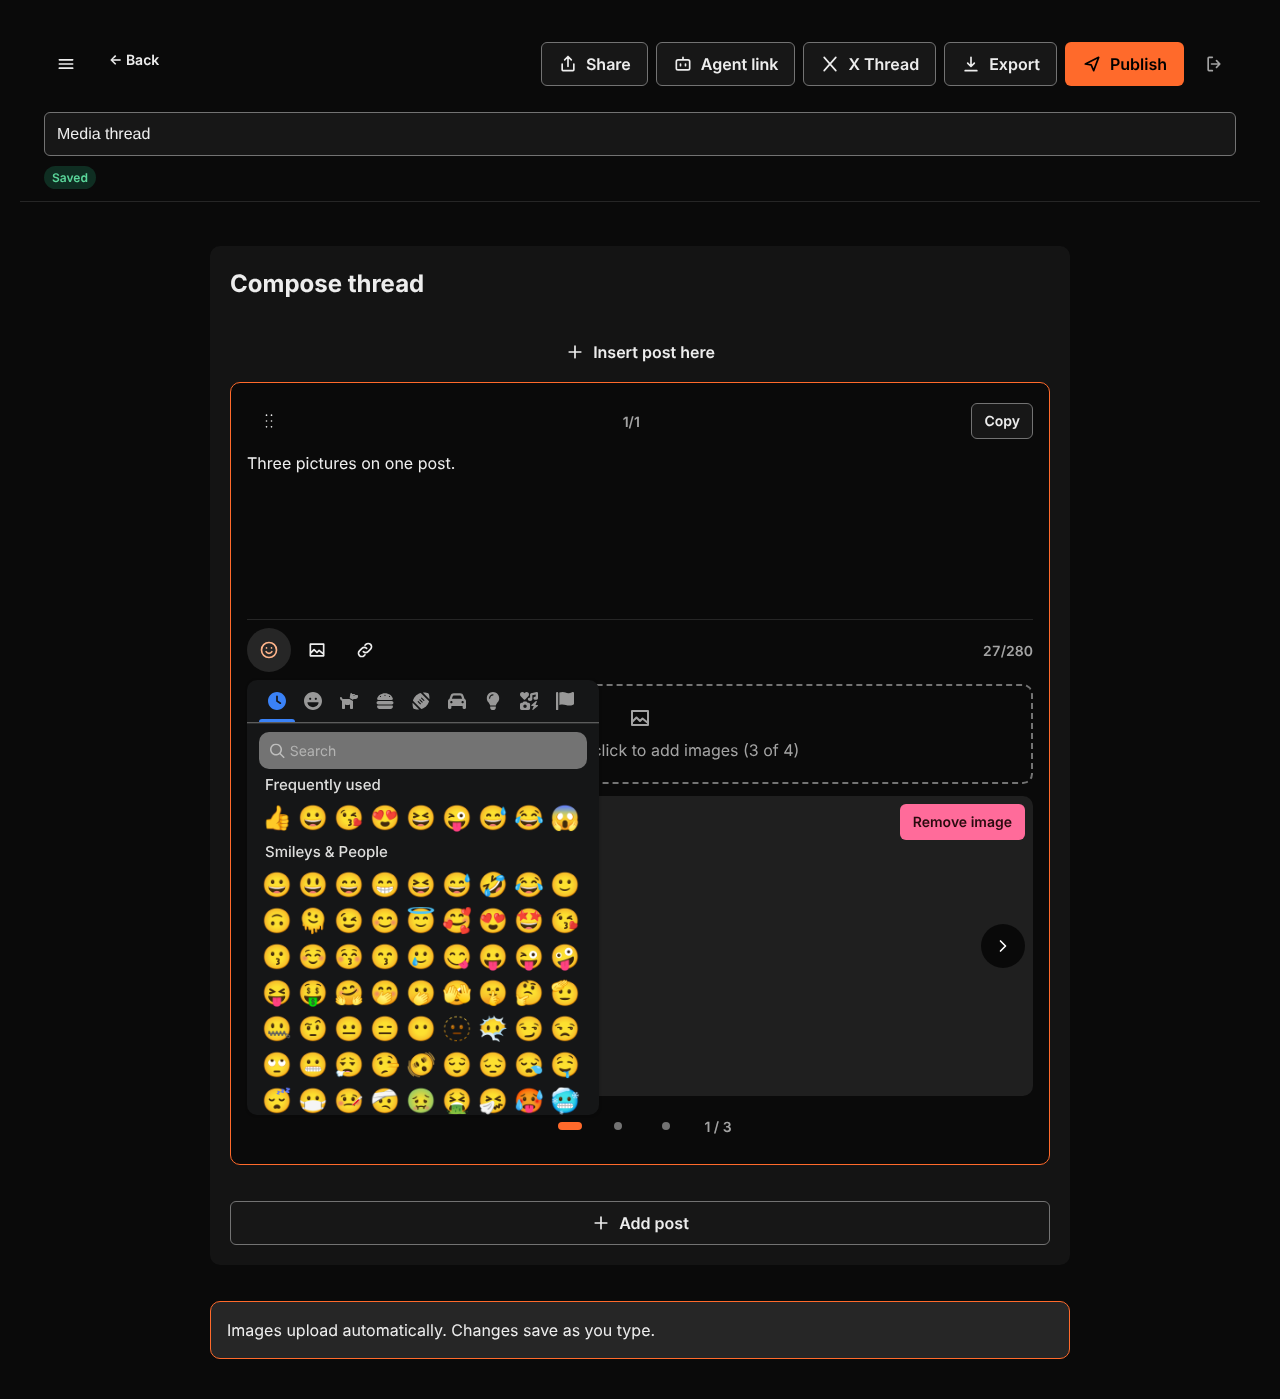 Back
Share
Agent link
X Thread
Export
Publish
Media thread
Saved
Compose thread
Insert post here
1/1
Copy
Three pictures on one post.
27/280
click to add images (3 of 4)
Search
Frequently used
Remove image
Smileys & People
1 / 3
Add post
Images upload automatically. Changes save as you type.